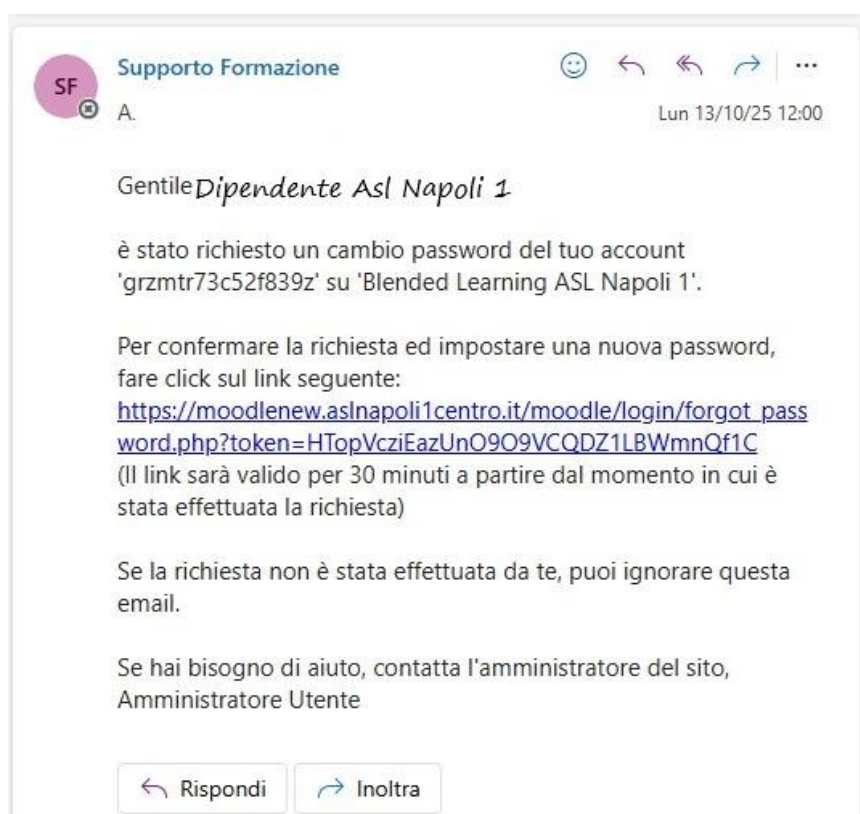 Supporto Formazione
SF
A.
Lun 13/10/25 12:00
Gentile Dipendente Asl Napoli 1
è stato richiesto un cambio password del tuo account
'grzmtr73c52f839z' su 'Blended Learning ASL Napoli 1'.
Per confermare la richiesta ed impostare una nuova password,
fare click sul link seguente:
https://moodlenew.aslnapoli1centro.it/moodle/login/forgot_pass
word.php?token=HTopVcziEazUnO9O9VCQDZ1LBWmnQf1C
(Il link sarà valido per 30 minuti a partire dal momento in cui è
stata effettuata la richiesta)
Se la richiesta non è stata effettuata da te, puoi ignorare questa
email.
Se hai bisogno di aiuto, contatta l'amministratore del sito,
Amministratore Utente
Rispondi
Inoltra